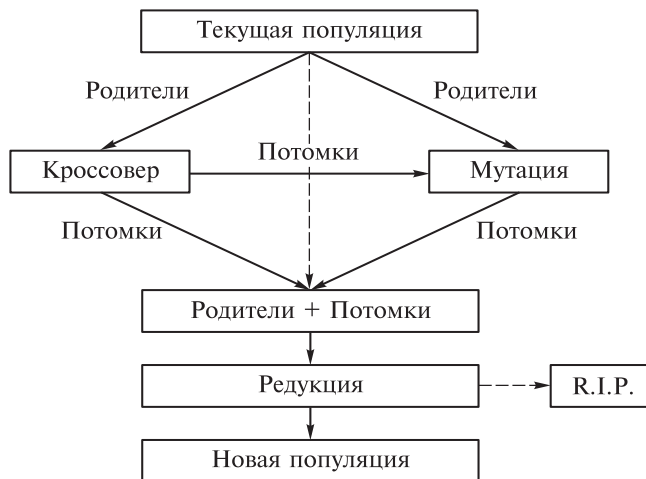 Текущая популяция
Родители
Родители
Потомки
Кроссовер
Мутация
Потомки
Потомки
Родители + Потомки
Редукция
R.I.P.
Новая популяция